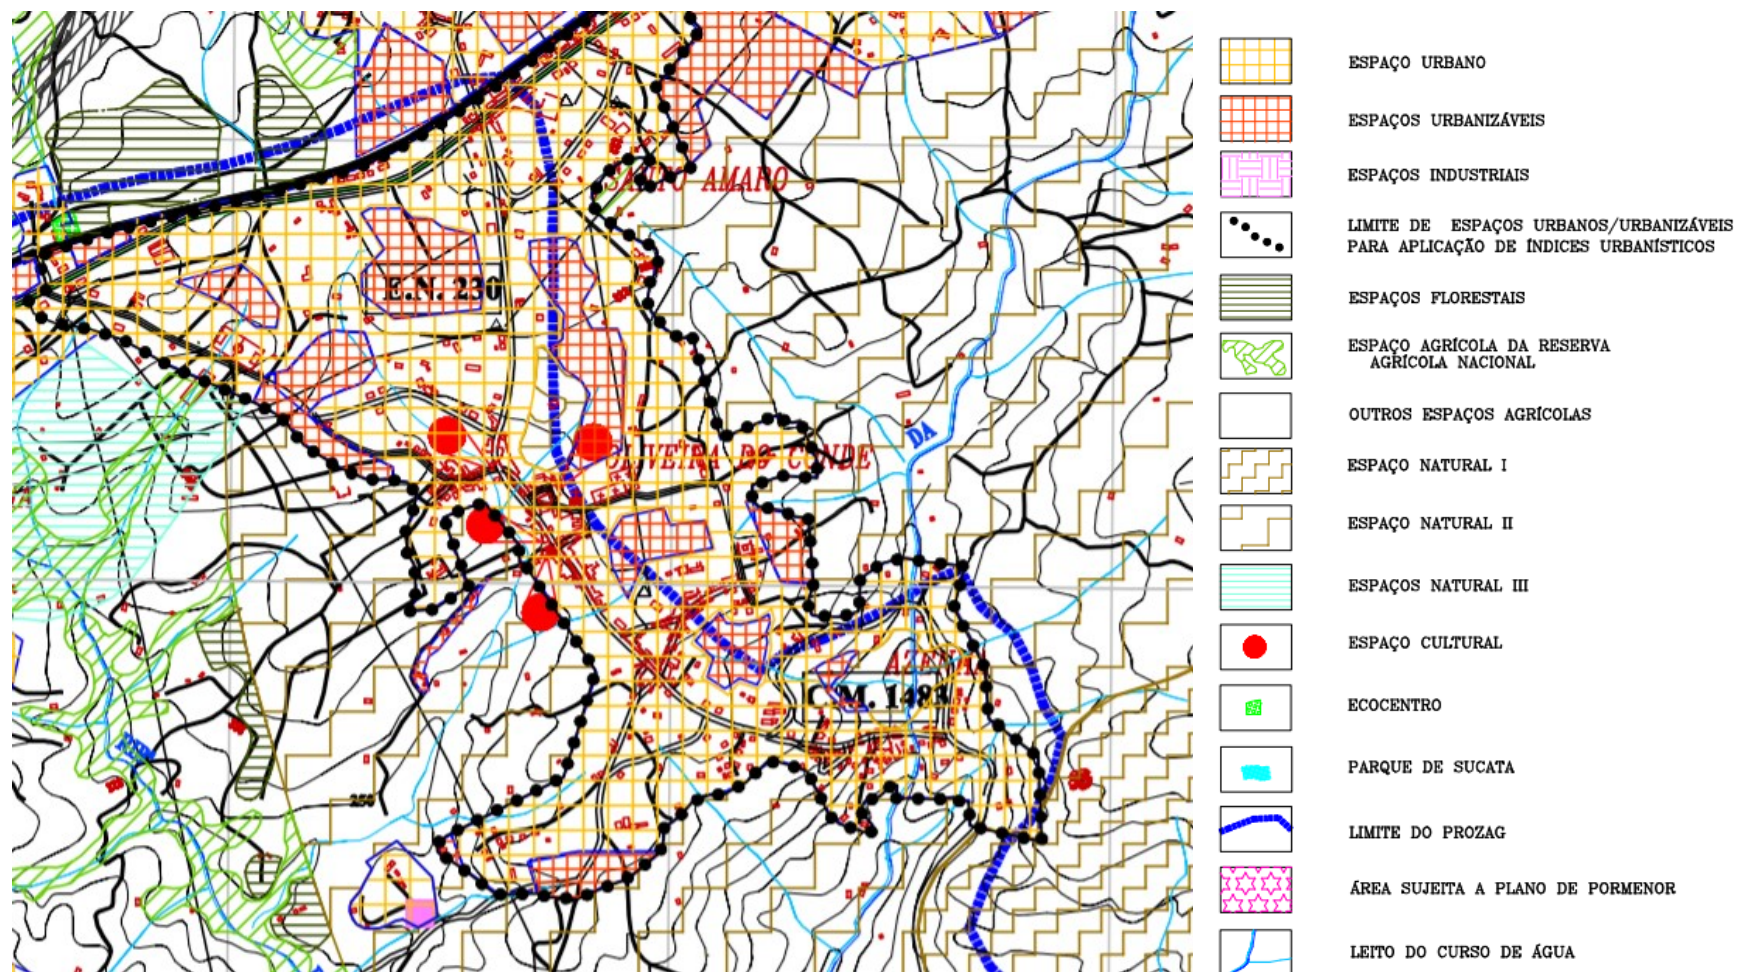 SANTO AMARO
E.N. 230
OLIVEIRA DO CONDE
DA
C.M. 1488
250
ESPAÇO URBANO
ESPAÇOS URBANIZÁVEIS
ESPAÇOS INDUSTRIAIS
LIMITE DE ESPAÇOS URBANOS/URBANIZÁVEIS
PARA APLICAÇÃO DE ÍNDICES URBANÍSTICOS
ESPAÇOS FLORESTAIS
ESPAÇO AGRÍCOLA DA RESERVA
AGRÍCOLA NACIONAL
OUTROS ESPAÇOS AGRÍCOLAS
ESPAÇO NATURAL I
ESPAÇO NATURAL II
ESPAÇOS NATURAL III
ESPAÇO CULTURAL
ECOCENTRO
PARQUE DE SUCATA
LIMITE DO PROZAG
ÁREA SUJEITA A PLANO DE PORMENOR
LEITO DO CURSO DE ÁGUA